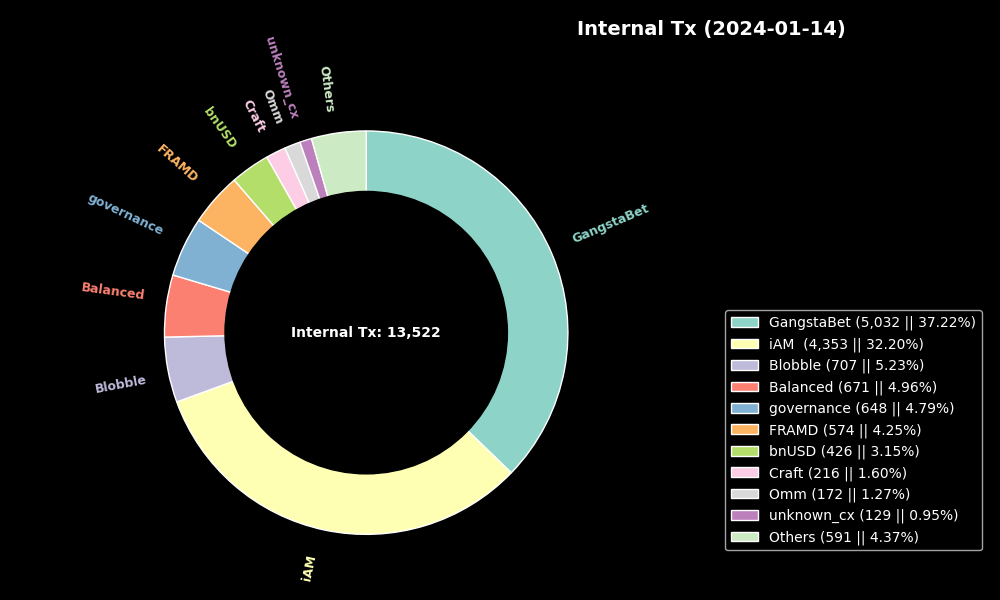 Internal Tx (2024-01-14)
unknown_cx
Others
Omm
Craft
bnUSD
FRAMD
governance
GangstaBet
Balanced
Internal Tx: 13,522
Blobble
iAM
GangstaBet (5,032 || 37.22%)
iAM  (4,353 || 32.20%)
Blobble (707 || 5.23%)
Balanced (671 || 4.96%)
governance (648 || 4.79%)
FRAMD (574 || 4.25%)
bnUSD (426 || 3.15%)
Craft (216 || 1.60%)
Omm (172 || 1.27%)
unknown_cx (129 || 0.95%)
Others (591 || 4.37%)